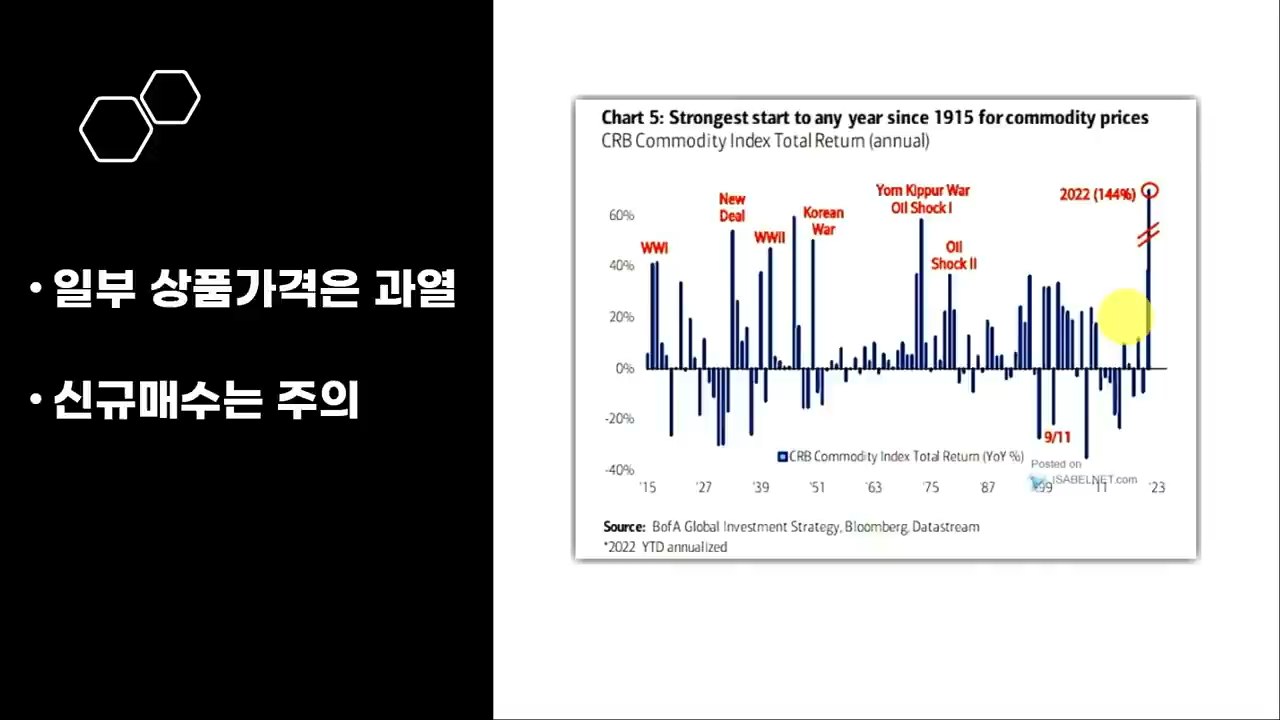 • 일부 상품가격은 과열
• 신규매수는 주의
Chart 5: Strongest start to any year since 1915 for commodity prices
CRB Commodity Index Total Return (annual)
2022 (144%)
Yom Kippur War
Oil Shock I
New
Deal
Korean
War
WWII
WWI
Oil
Shock II
60%
40%
20%
0%
-20%
-40%
9/11
CRB Commodity Index Total Return (YoY %)
Posted on
ISABELNET.com
'15 '27 '39 '51 '63 '75 '87 '99 '11 '23
Source: BofA Global Investment Strategy, Bloomberg, Datastream
*2022 YTD annualized